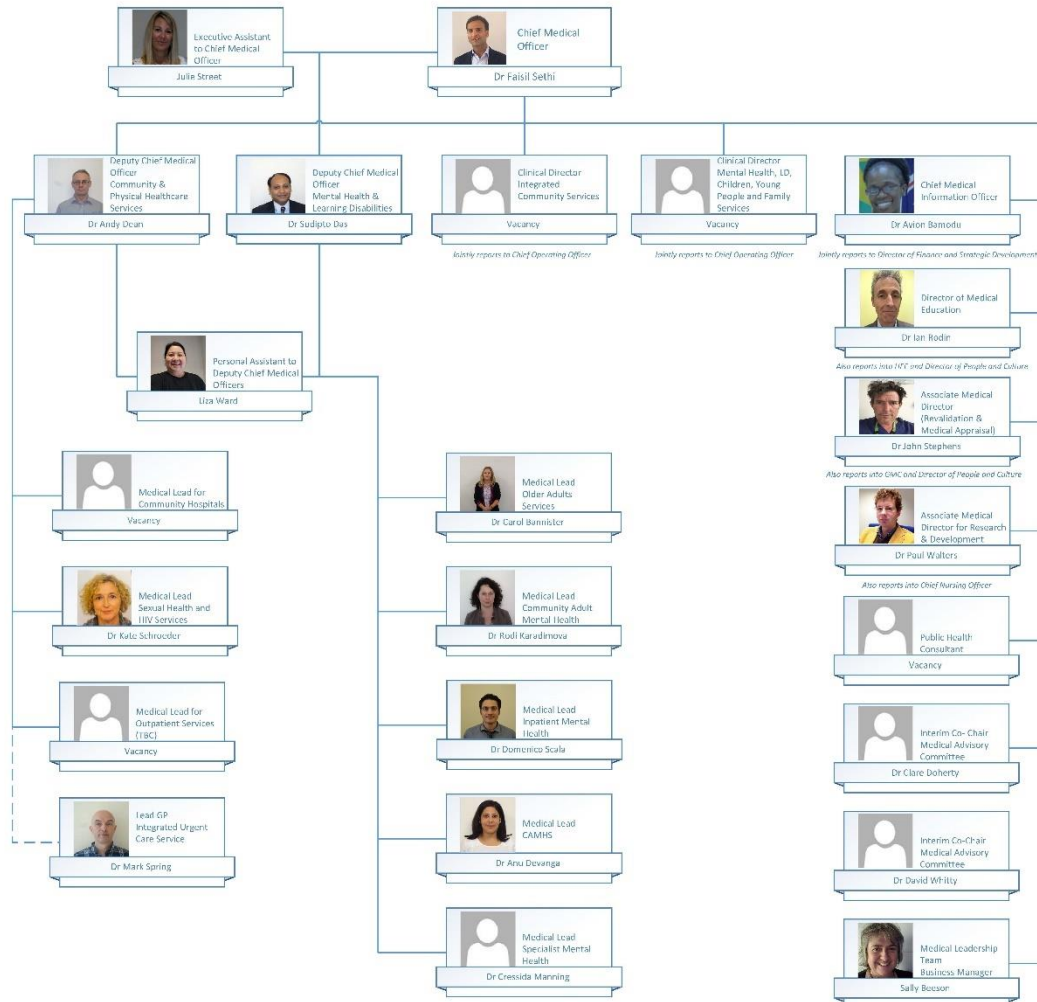 Executive Assistant
to Chief Medical
Officer
Julie Street
Chief Medical
Officer
Dr Faisil Sethi
Deputy Chief Medical
Officer
Community &
Physical Healthcare
Services
Dr Andy Dean
Deputy Chief Medical
Officer
Mental Health &
Learning Disabilities
Dr Sudipto Das
Clinical Director
Integrated
Community Services
Vacancy
Jointly reports to Chief Operating Officer
Clinical Director
Mental Health, LD,
Children, Young
People and Family
Services
Vacancy
Jointly reports to Chief Operating Officer
Chief Medical
Information Officer
Dr Avion Bamodu
Jointly reports to Director of Finance and Strategic Development
Director of Medical
Education
Dr Ian Rodin
Also reports into HEE and Director of People and Culture
Personal Assistant to
Deputy Chief Medical
Officers
Liza Ward
Associate Medical
Director
(Revalidation &
Medical Appraisal)
Dr John Stephens
Also reports into GMC and Director of People and Culture
Medical Lead for
Community Hospitals
Vacancy
Medical Lead
Older Adults
Services
Dr Carol Bannister
Associate Medical
Director for Research
& Development
Dr Paul Walters
Also reports into Chief Nursing Officer
Medical Lead
Sexual Health and
HIV Services
Dr Kate Schroeder
Medical Lead
Community Adult
Mental Health
Dr Rodi Karadimova
Public Health
Consultant
Vacancy
Medical Lead for
Outpatient Services
(TBC)
Vacancy
Medical Lead
Inpatient Mental
Health
Dr Domenico Scala
Interim Co- Chair
Medical Advisory
Committee
Dr Clare Doherty
Lead GP
Integrated Urgent
Care Service
Dr Mark Spring
Medical Lead
CAMHS
Dr Anu Devanga
Interim Co-Chair
Medical Advisory
Committee
Dr David Whitty
Medical Lead
Specialist Mental
Health
Dr Cressida Manning
Medical Leadership
Team
Business Manager
Sally Beeson